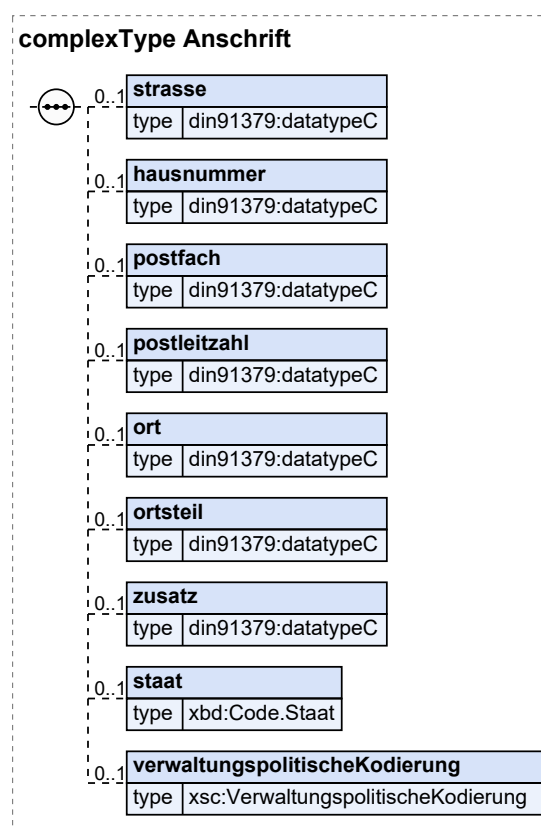 complexType Anschrift
0..1 strasse
type din91379:datatypeC
0..1 hausnummer
type din91379:datatypeC
0..1 postfach
type din91379:datatypeC
0..1 postleitzahl
type din91379:datatypeC
0..1 ort
type din91379:datatypeC
0..1 ortsteil
type din91379:datatypeC
0..1 zusatz
type din91379:datatypeC
0..1 staat
type xbd:Code.Staat
0..1 verwaltungspolitischeKodierung
type xsc:VerwaltungspolitischeKodierung